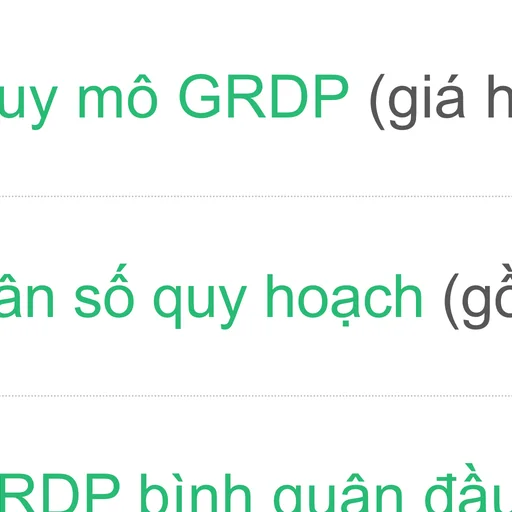 uy mô GRDP (giá h
ân số quy hoạch (gồ
RDP bình quân đầu